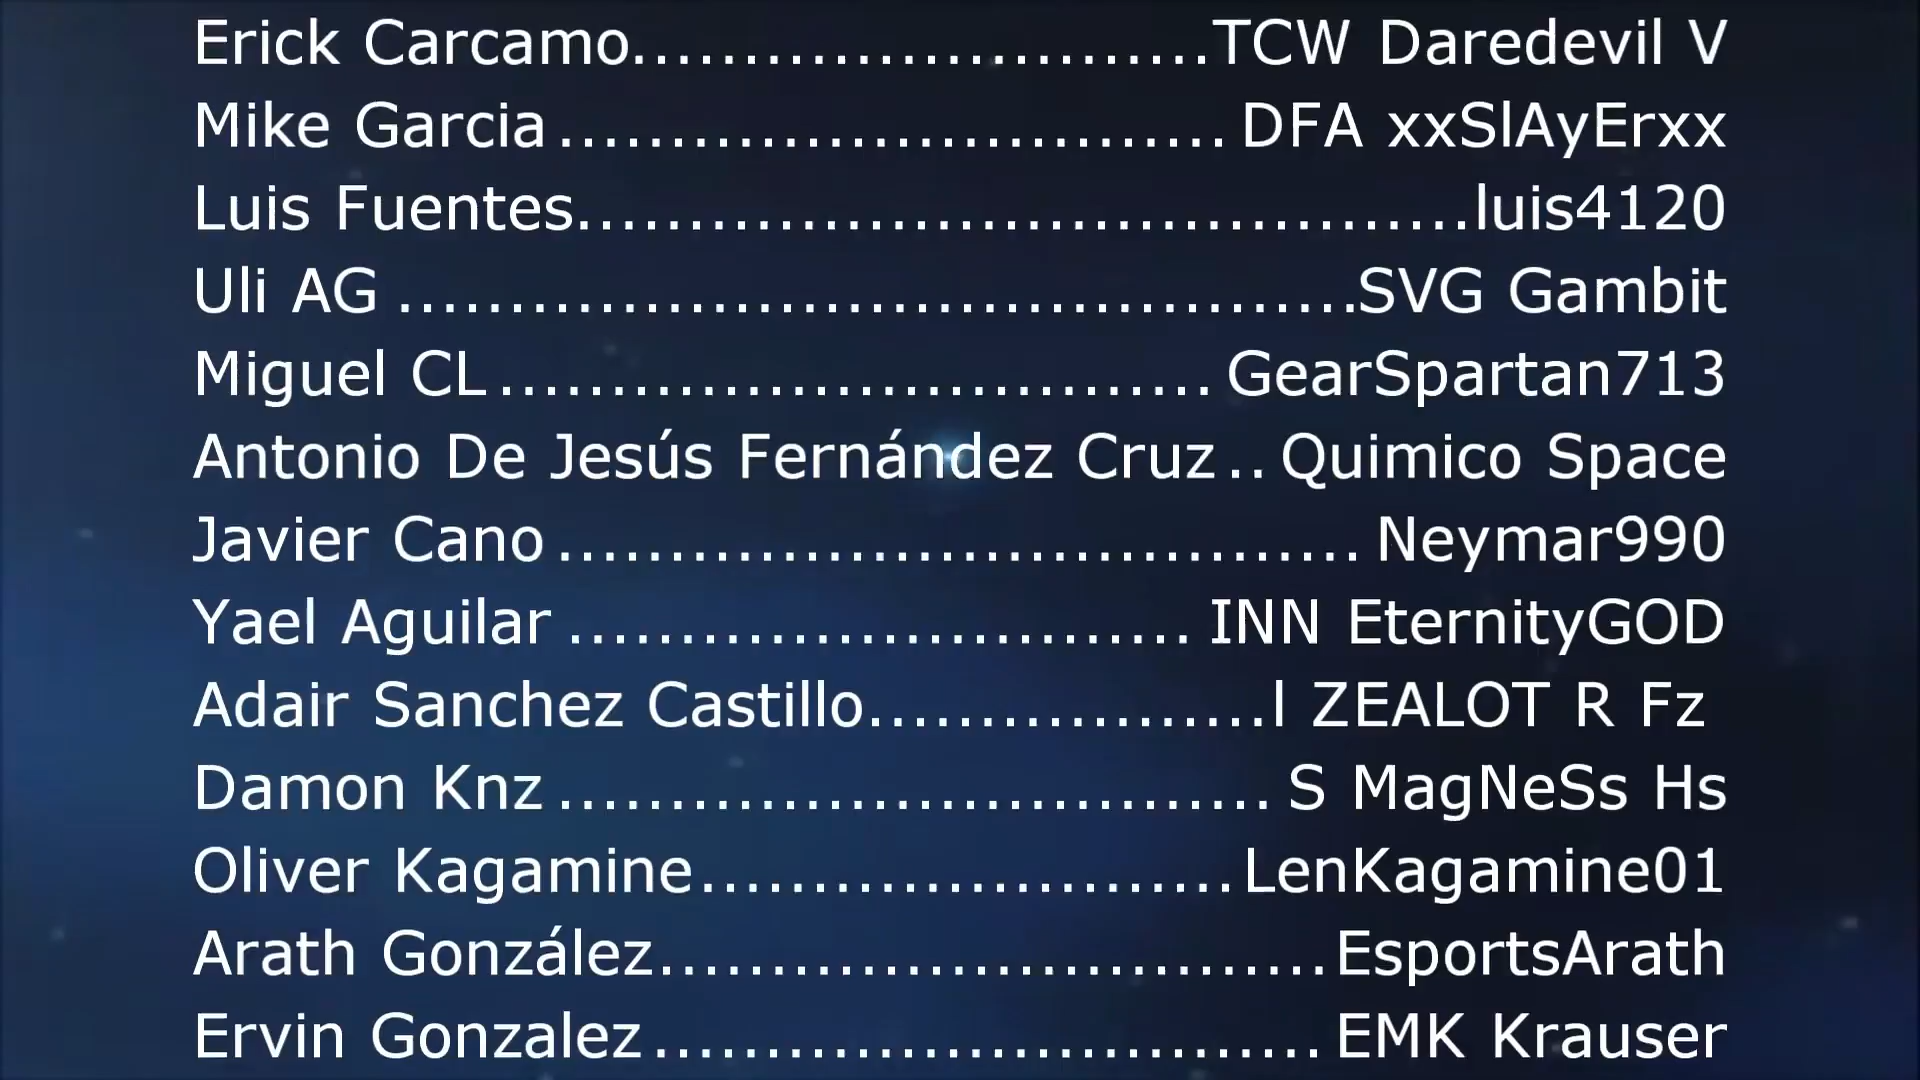 Erick Carcamo..........................TCW Daredevil V
Mike Garcia.............................. DFA xxSlAyErxx
Luis Fuentes........................................luis4120
Uli AG ...........................................SVG Gambit
Miguel CL................................ GearSpartan713
Antonio De Jesús Fernández Cruz.. Quimico Space
Javier Cano .................................... Neymar990
Yael Aguilar ............................ INN EternityGOD
Adair Sanchez Castillo..................l ZEALOT R Fz
Damon Knz ................................ S MagNeSs Hs
Oliver Kagamine........................LenKagamine01
Arath González..............................EsportsArath
Ervin Gonzalez.............................. EMK Krauser